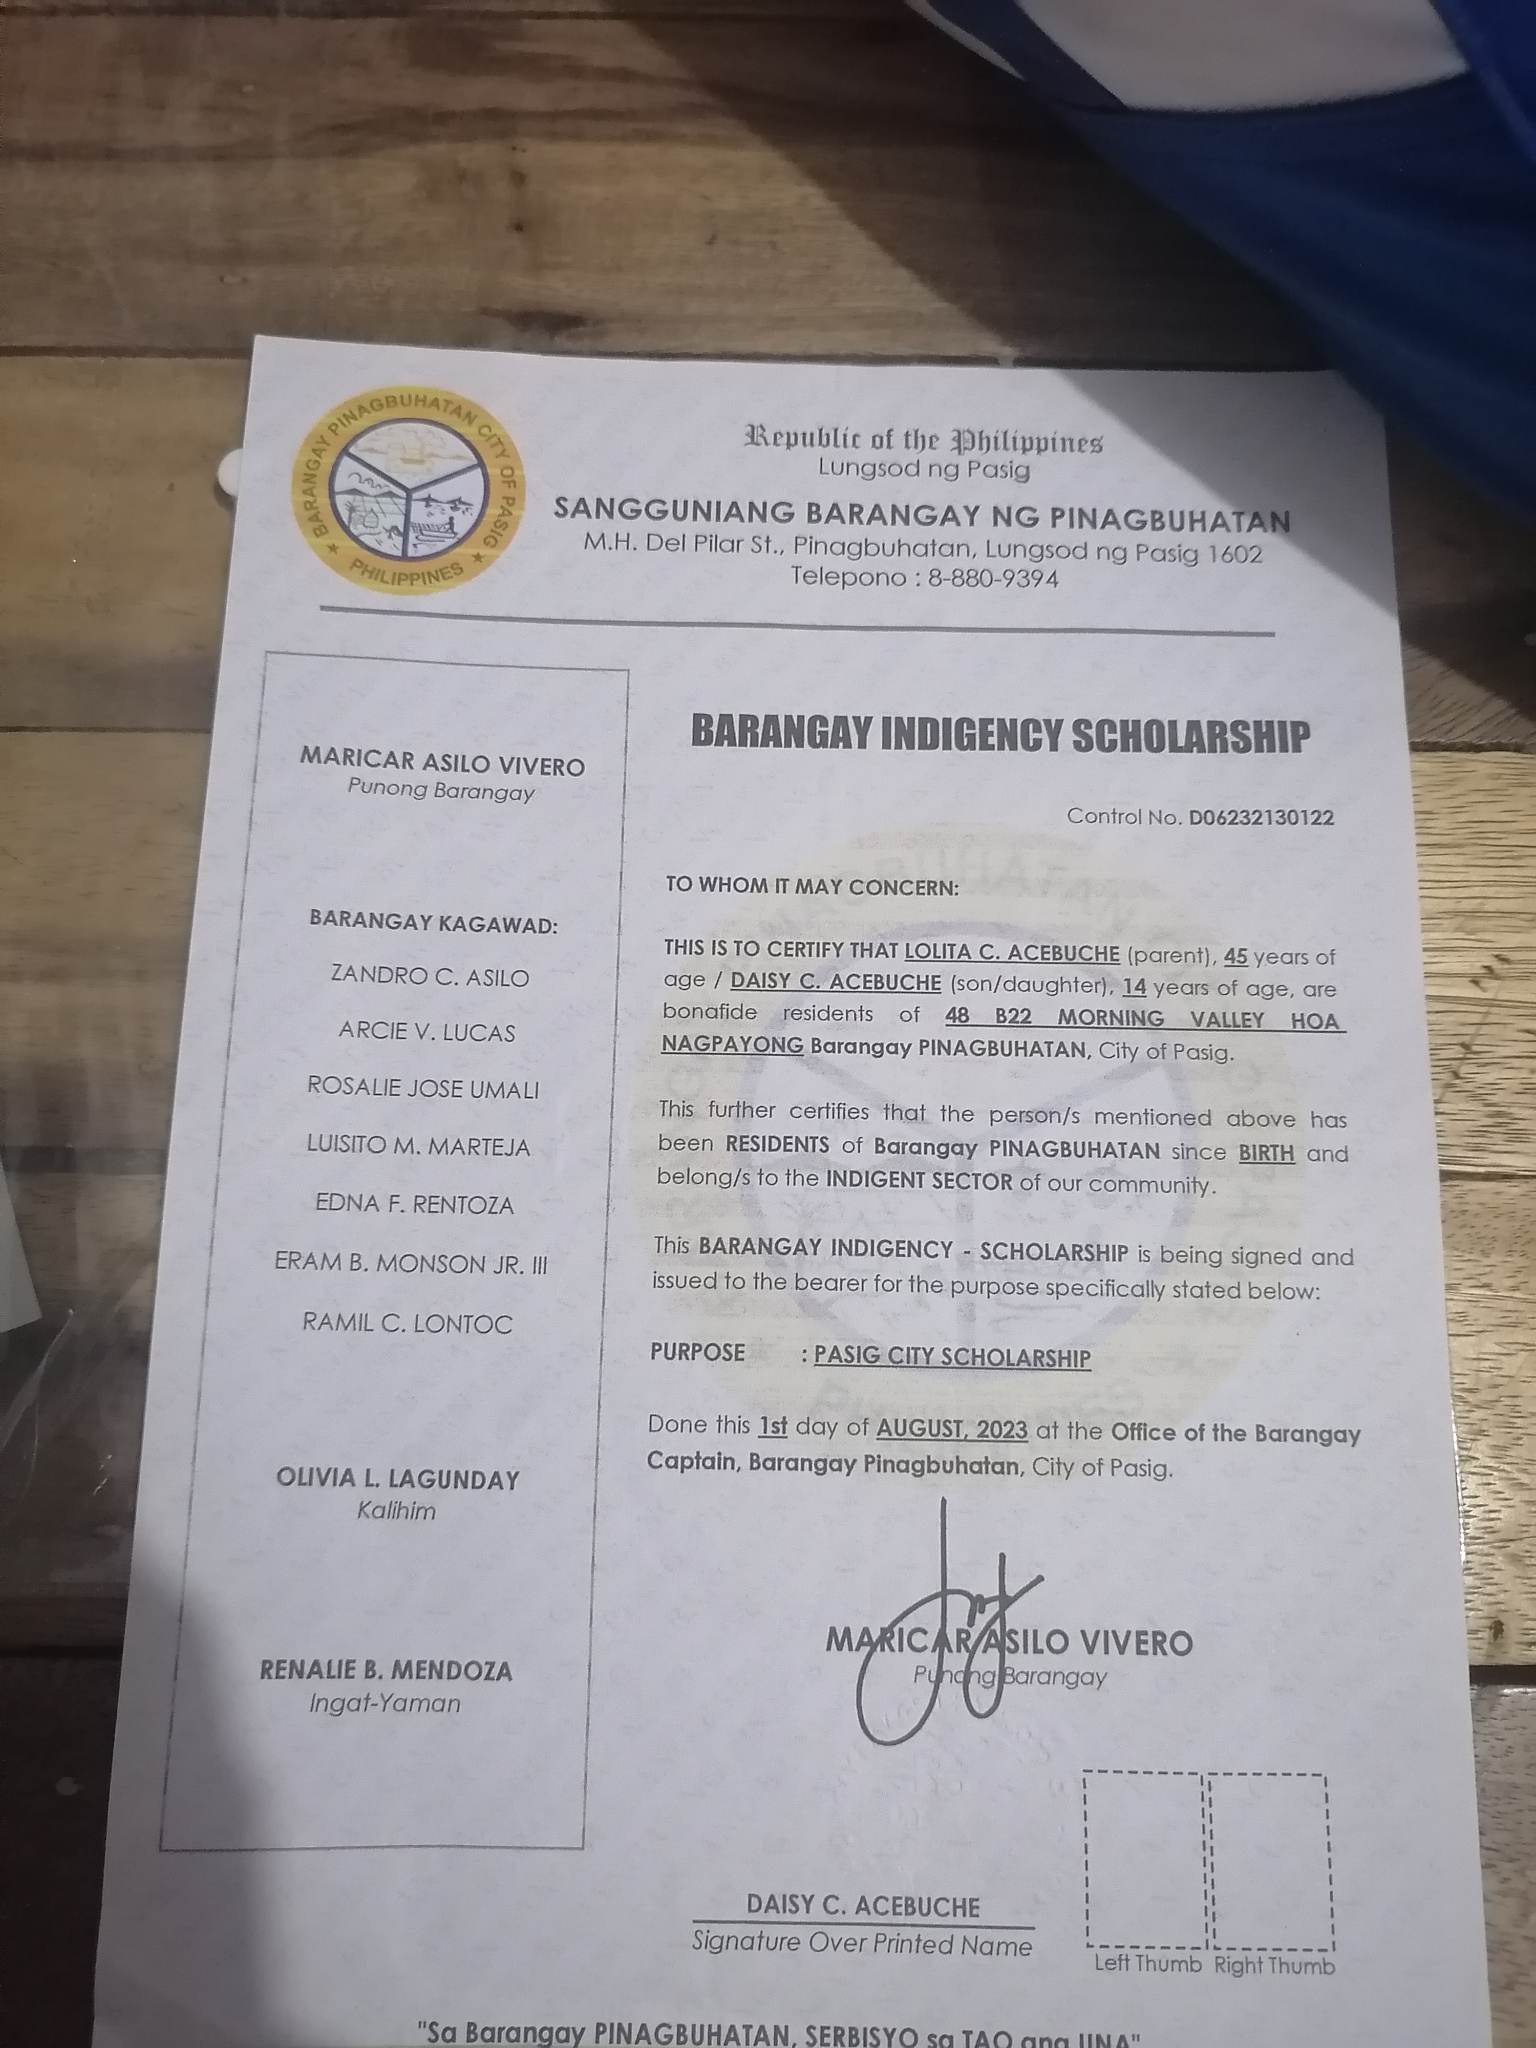 BARANGAY PINAGBUHATAN CITY OF PASIG
PHILIPPINES
Republic of the Philippines
Lungsod ng Pasig
SANGGUNIANG BARANGAY NG PINAGBUHATAN
M.H. Del Pilar St., Pinagbuhatan, Lungsod ng Pasig 1602
Telepono : 8-880-9394
MARICAR ASILO VIVERO
Punong Barangay
BARANGAY KAGAWAD:
ZANDRO C. ASILO
ARCIE V. LUCAS
ROSALIE JOSE UMALI
LUISITO M. MARTEJA
EDNA F. RENTOZA
ERAM B. MONSON JR. III
RAMIL C. LONTOC
OLIVIA L. LAGUNDAY
Kalihim
RENALIE B. MENDOZA
Ingat-Yaman
BARANGAY INDIGENCY SCHOLARSHIP
Control No. D06232130122
TO WHOM IT MAY CONCERN:
THIS IS TO CERTIFY THAT LOLITA C. ACEBUCHE (parent), 45 years of
age / DAISY C. ACEBUCHE (son/daughter), 14 years of age, are
bonafide residents of 48 B22 MORNING VALLEY HOA
NAGPAYONG Barangay PINAGBUHATAN, City of Pasig.
This further certifies that the person/s mentioned above has
been RESIDENTS of Barangay PINAGBUHATAN since BIRTH and
belong/s to the INDIGENT SECTOR of our community.
This BARANGAY INDIGENCY - SCHOLARSHIP is being signed and
issued to the bearer for the purpose specifically stated below:
PURPOSE : PASIG CITY SCHOLARSHIP
Done this 1st day of AUGUST, 2023 at the Office of the Barangay
Captain, Barangay Pinagbuhatan, City of Pasig.
MARICAR ASILO VIVERO
Punong Barangay
DAISY C. ACEBUCHE
Signature Over Printed Name
Left Thumb Right Thumb
"Sa Barangay PINAGBUHATAN, SERBISYO sa TAO ang UNA"